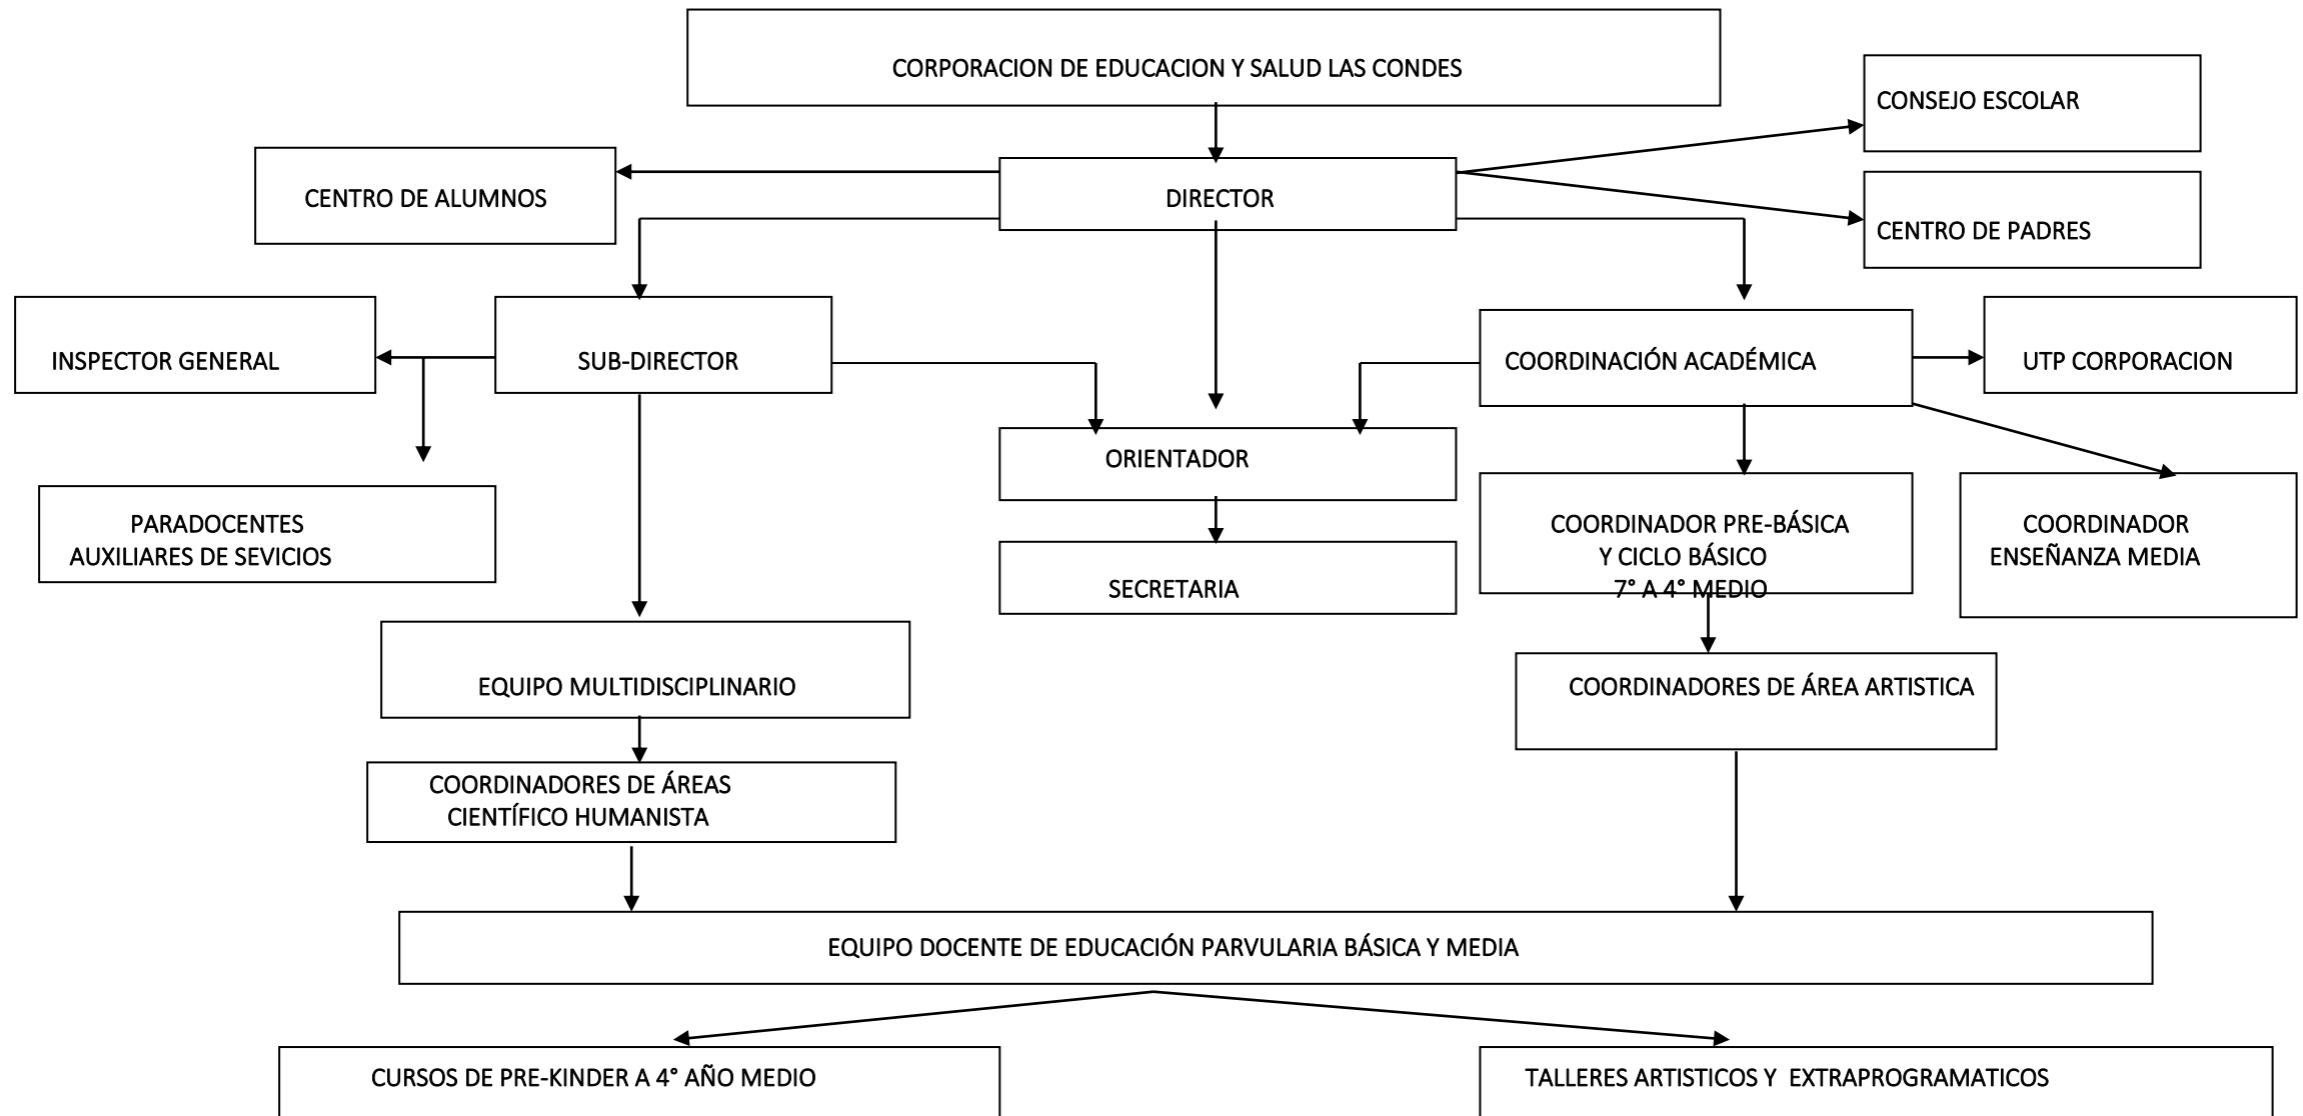 CORPORACION DE EDUCACION Y SALUD LAS CONDES
CONSEJO ESCOLAR
CENTRO DE ALUMNOS
DIRECTOR
CENTRO DE PADRES
INSPECTOR GENERAL
SUB-DIRECTOR
COORDINACIÓN ACADÉMICA
UTP CORPORACION
ORIENTADOR
PARADOCENTES
AUXILIARES DE SEVICIOS
SECRETARIA
COORDINADOR PRE-BÁSICA
Y CICLO BÁSICO
7° A 4° MEDIO
COORDINADOR
ENSEÑANZA MEDIA
EQUIPO MULTIDISCIPLINARIO
COORDINADORES DE ÁREA ARTISTICA
COORDINADORES DE ÁREAS
CIENTÍFICO HUMANISTA
EQUIPO DOCENTE DE EDUCACIÓN PARVULARIA BÁSICA Y MEDIA
CURSOS DE PRE-KINDER A 4° AÑO MEDIO
TALLERES ARTISTICOS Y EXTRAPROGRAMATICOS